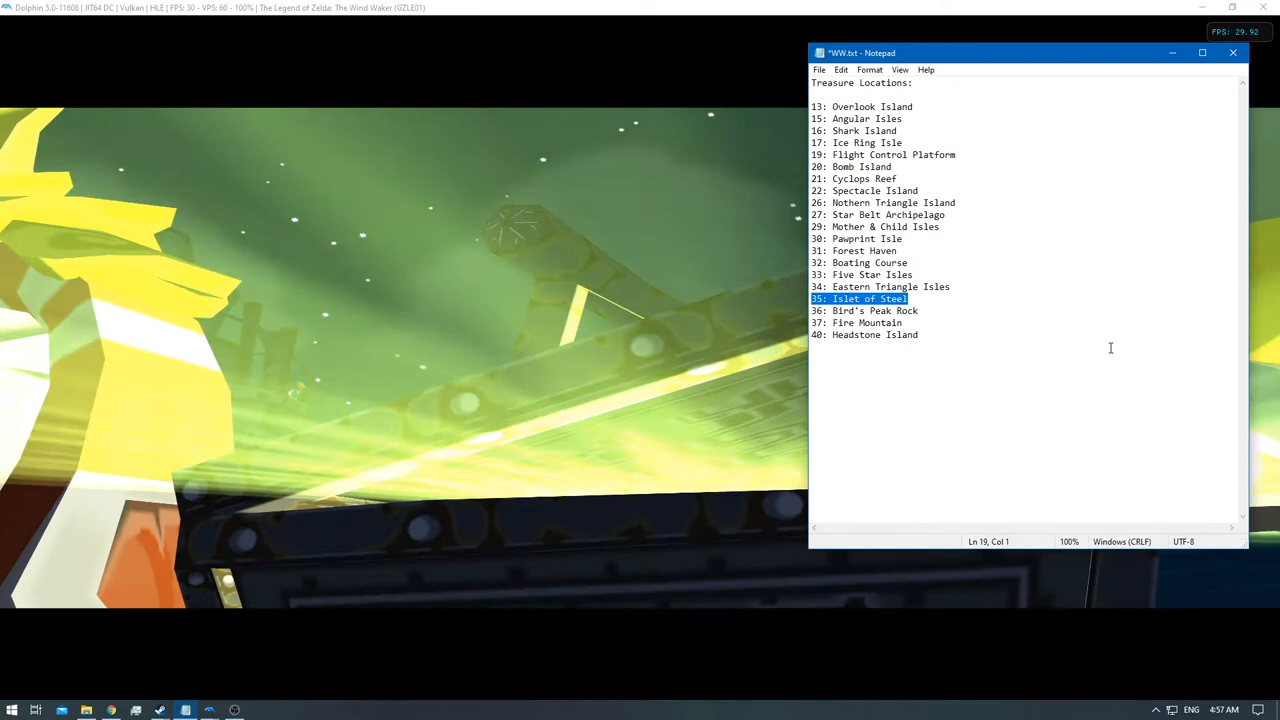 Dolphin 5.0-11608 | JIT64 DC | Vulkan | HLE | FPS: 30 - VPS: 60 - 100% | The Legend of Zelda: The Wind Waker (GZLE01)
FPS: 29.92
*WW.txt - Notepad
File Edit Format View Help
Treasure Locations:
13: Overlook Island
15: Angular Isles
16: Shark Island
17: Ice Ring Isle
19: Flight Control Platform
20: Bomb Island
21: Cyclops Reef
22: Spectacle Island
26: Nothern Triangle Island
27: Star Belt Archipelago
29: Mother & Child Isles
30: Pawprint Isle
31: Forest Haven
32: Boating Course
33: Five Star Isles
34: Eastern Triangle Isles
35: Islet of Steel
36: Bird's Peak Rock
37: Fire Mountain
40: Headstone Island
Ln 19, Col 1 100% Windows (CRLF) UTF-8
ENG 4:57 AM